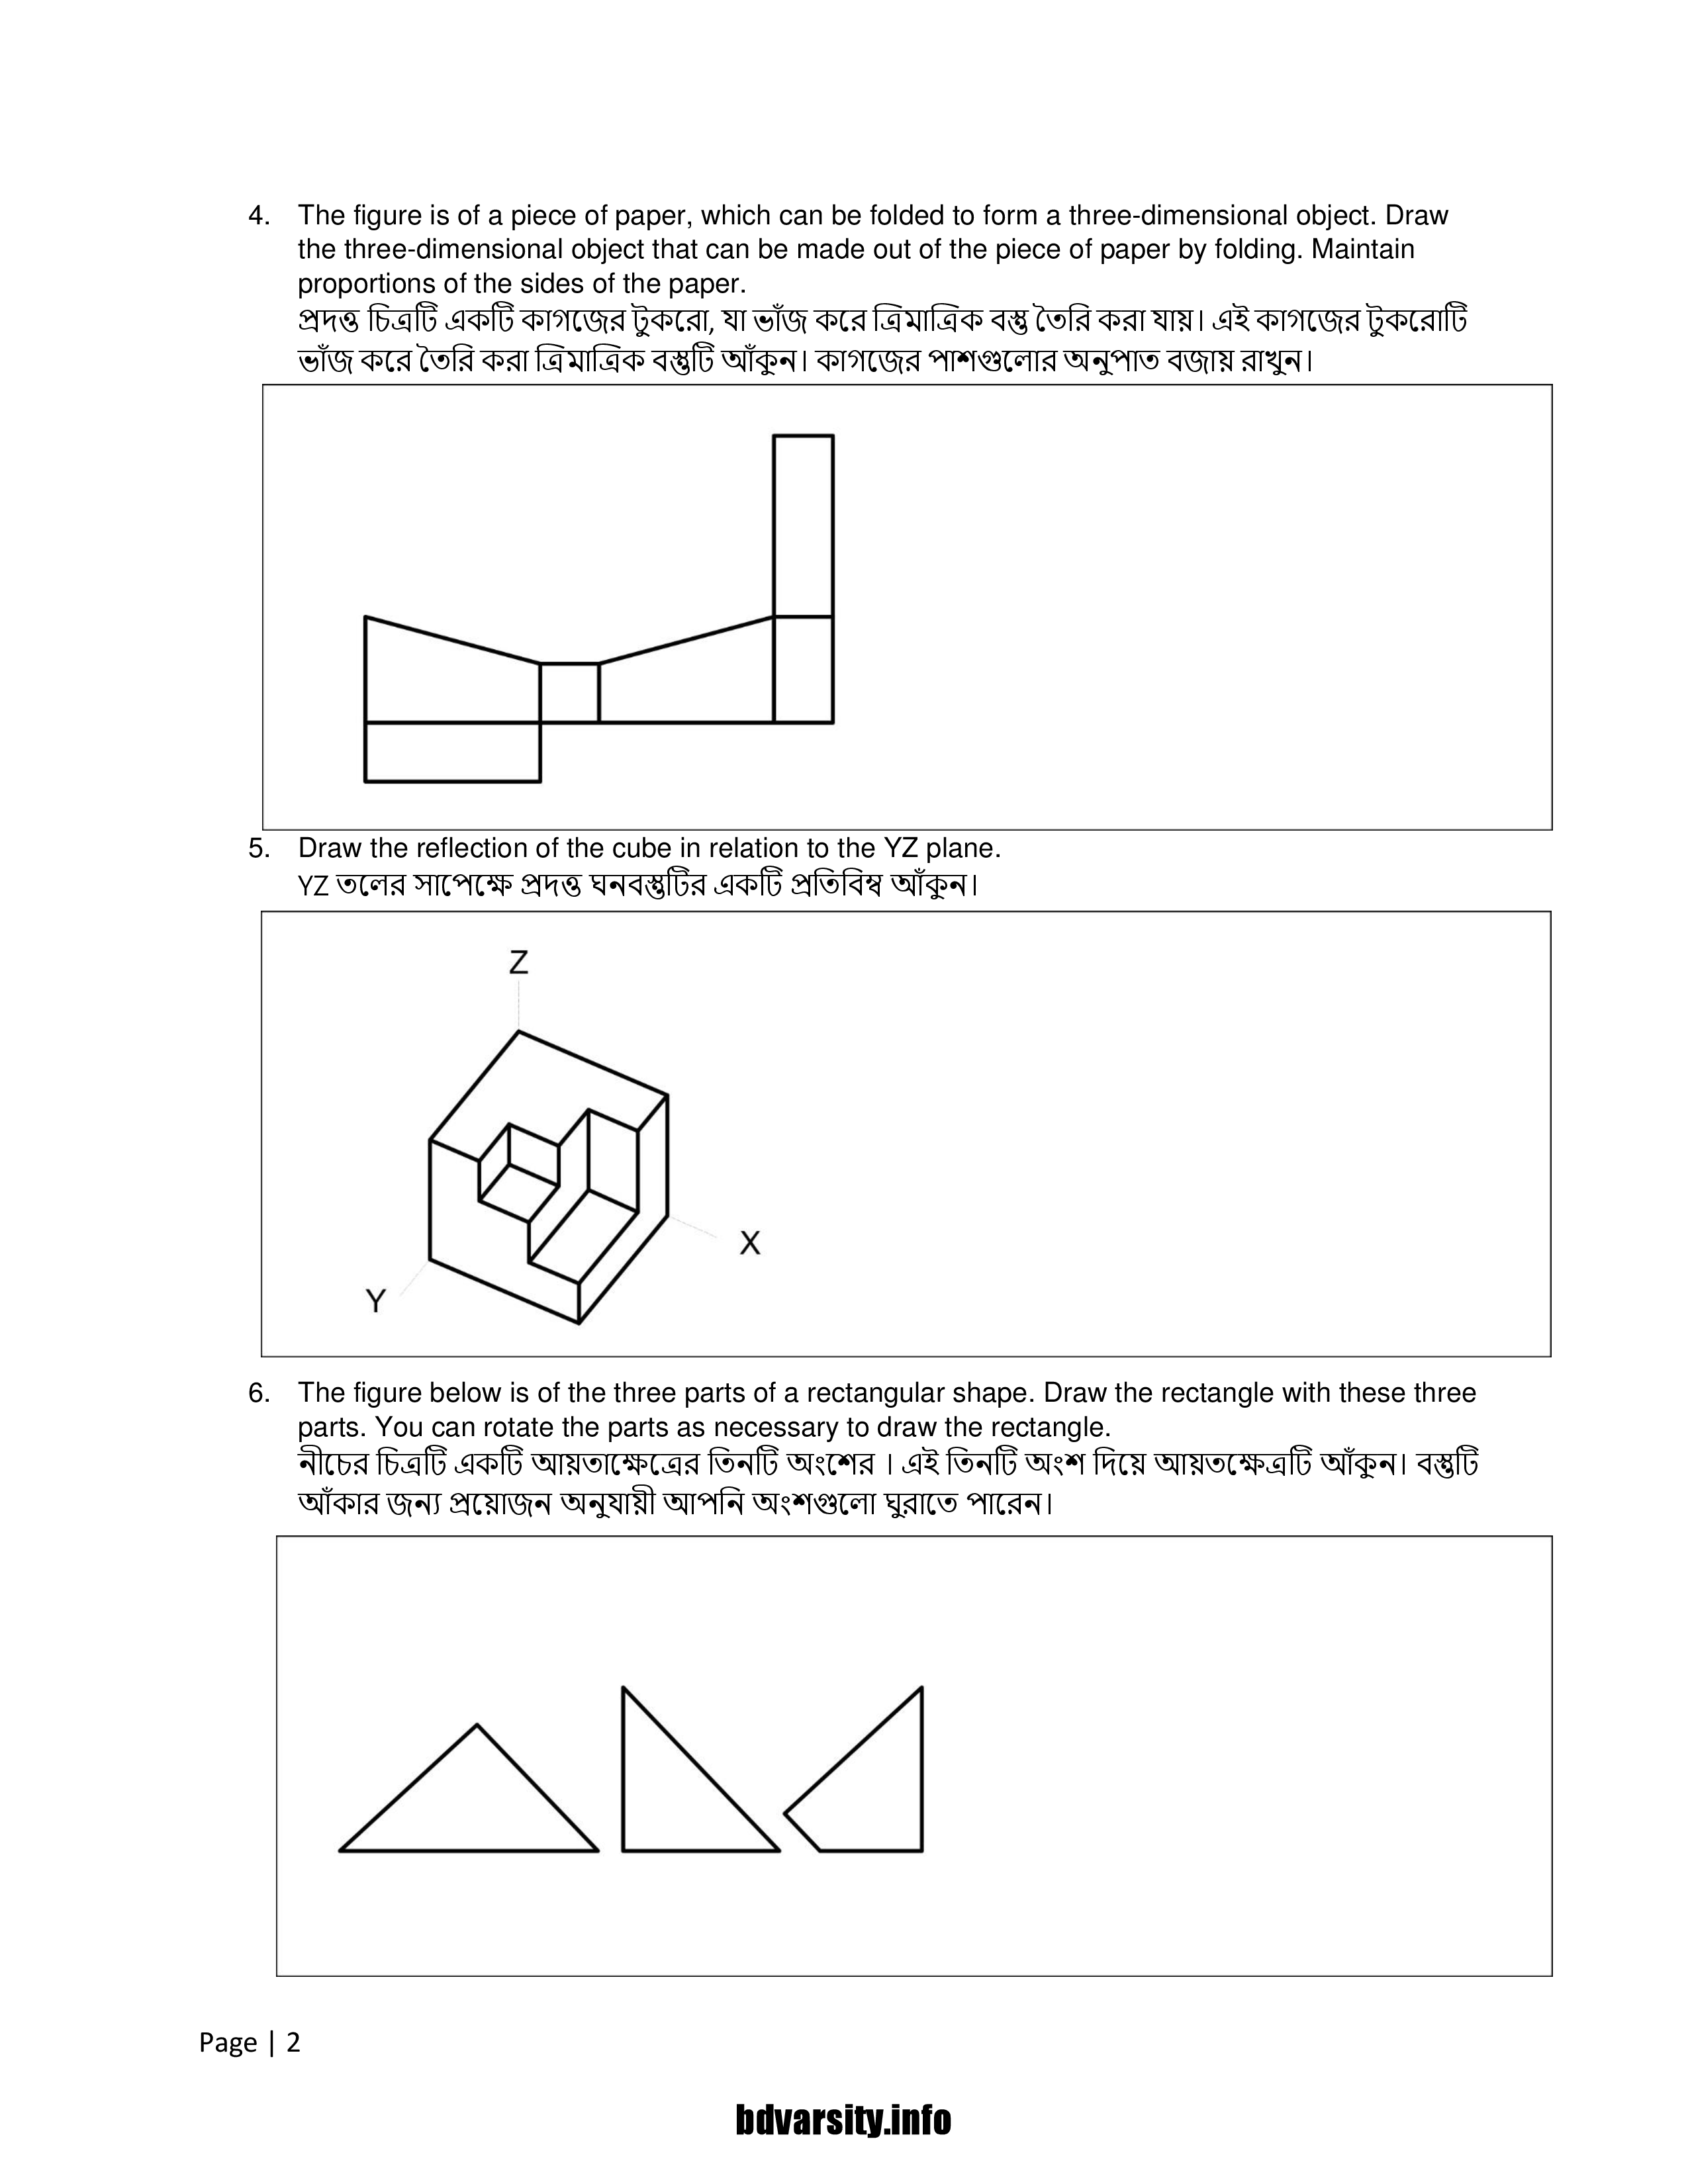 4. The figure is of a piece of paper, which can be folded to form a three-dimensional object. Draw
the three-dimensional object that can be made out of the piece of paper by folding. Maintain
proportions of the sides of the paper.
প্রদত্ত চিত্রটি একটি কাগজের টুকরো, যা ভাঁজ করে ত্রিমাত্রিক বস্তু তৈরি করা যায়। এই কাগজের টুকরোটি
ভাঁজ করে তৈরি করা ত্রিমাত্রিক বস্তুটি আঁকুন। কাগজের পাশগুলোর অনুপাত বজায় রাখুন।
5. Draw the reflection of the cube in relation to the YZ plane.
YZ তলের সাপেক্ষে প্রদত্ত ঘনবস্তুটির একটি প্রতিবিম্ব আঁকুন।
Z
X
Y
6. The figure below is of the three parts of a rectangular shape. Draw the rectangle with these three
parts. You can rotate the parts as necessary to draw the rectangle.
নীচের চিত্রটি একটি আয়তাক্ষেত্রের তিনটি অংশের । এই তিনটি অংশ দিয়ে আয়তক্ষেত্রটি আঁকুন। বস্তুটি
আঁকার জন্য প্রয়োজন অনুযায়ী আপনি অংশগুলো ঘুরাতে পারেন।
Page | 2
bdvarsity.info